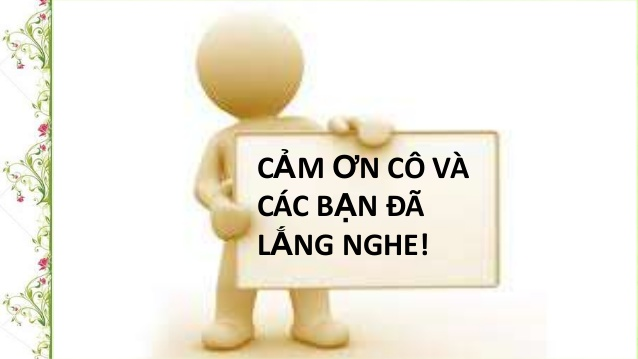 CẢM ƠN CÔ VÀ
CÁC BẠN ĐÃ
LẮNG NGHE!